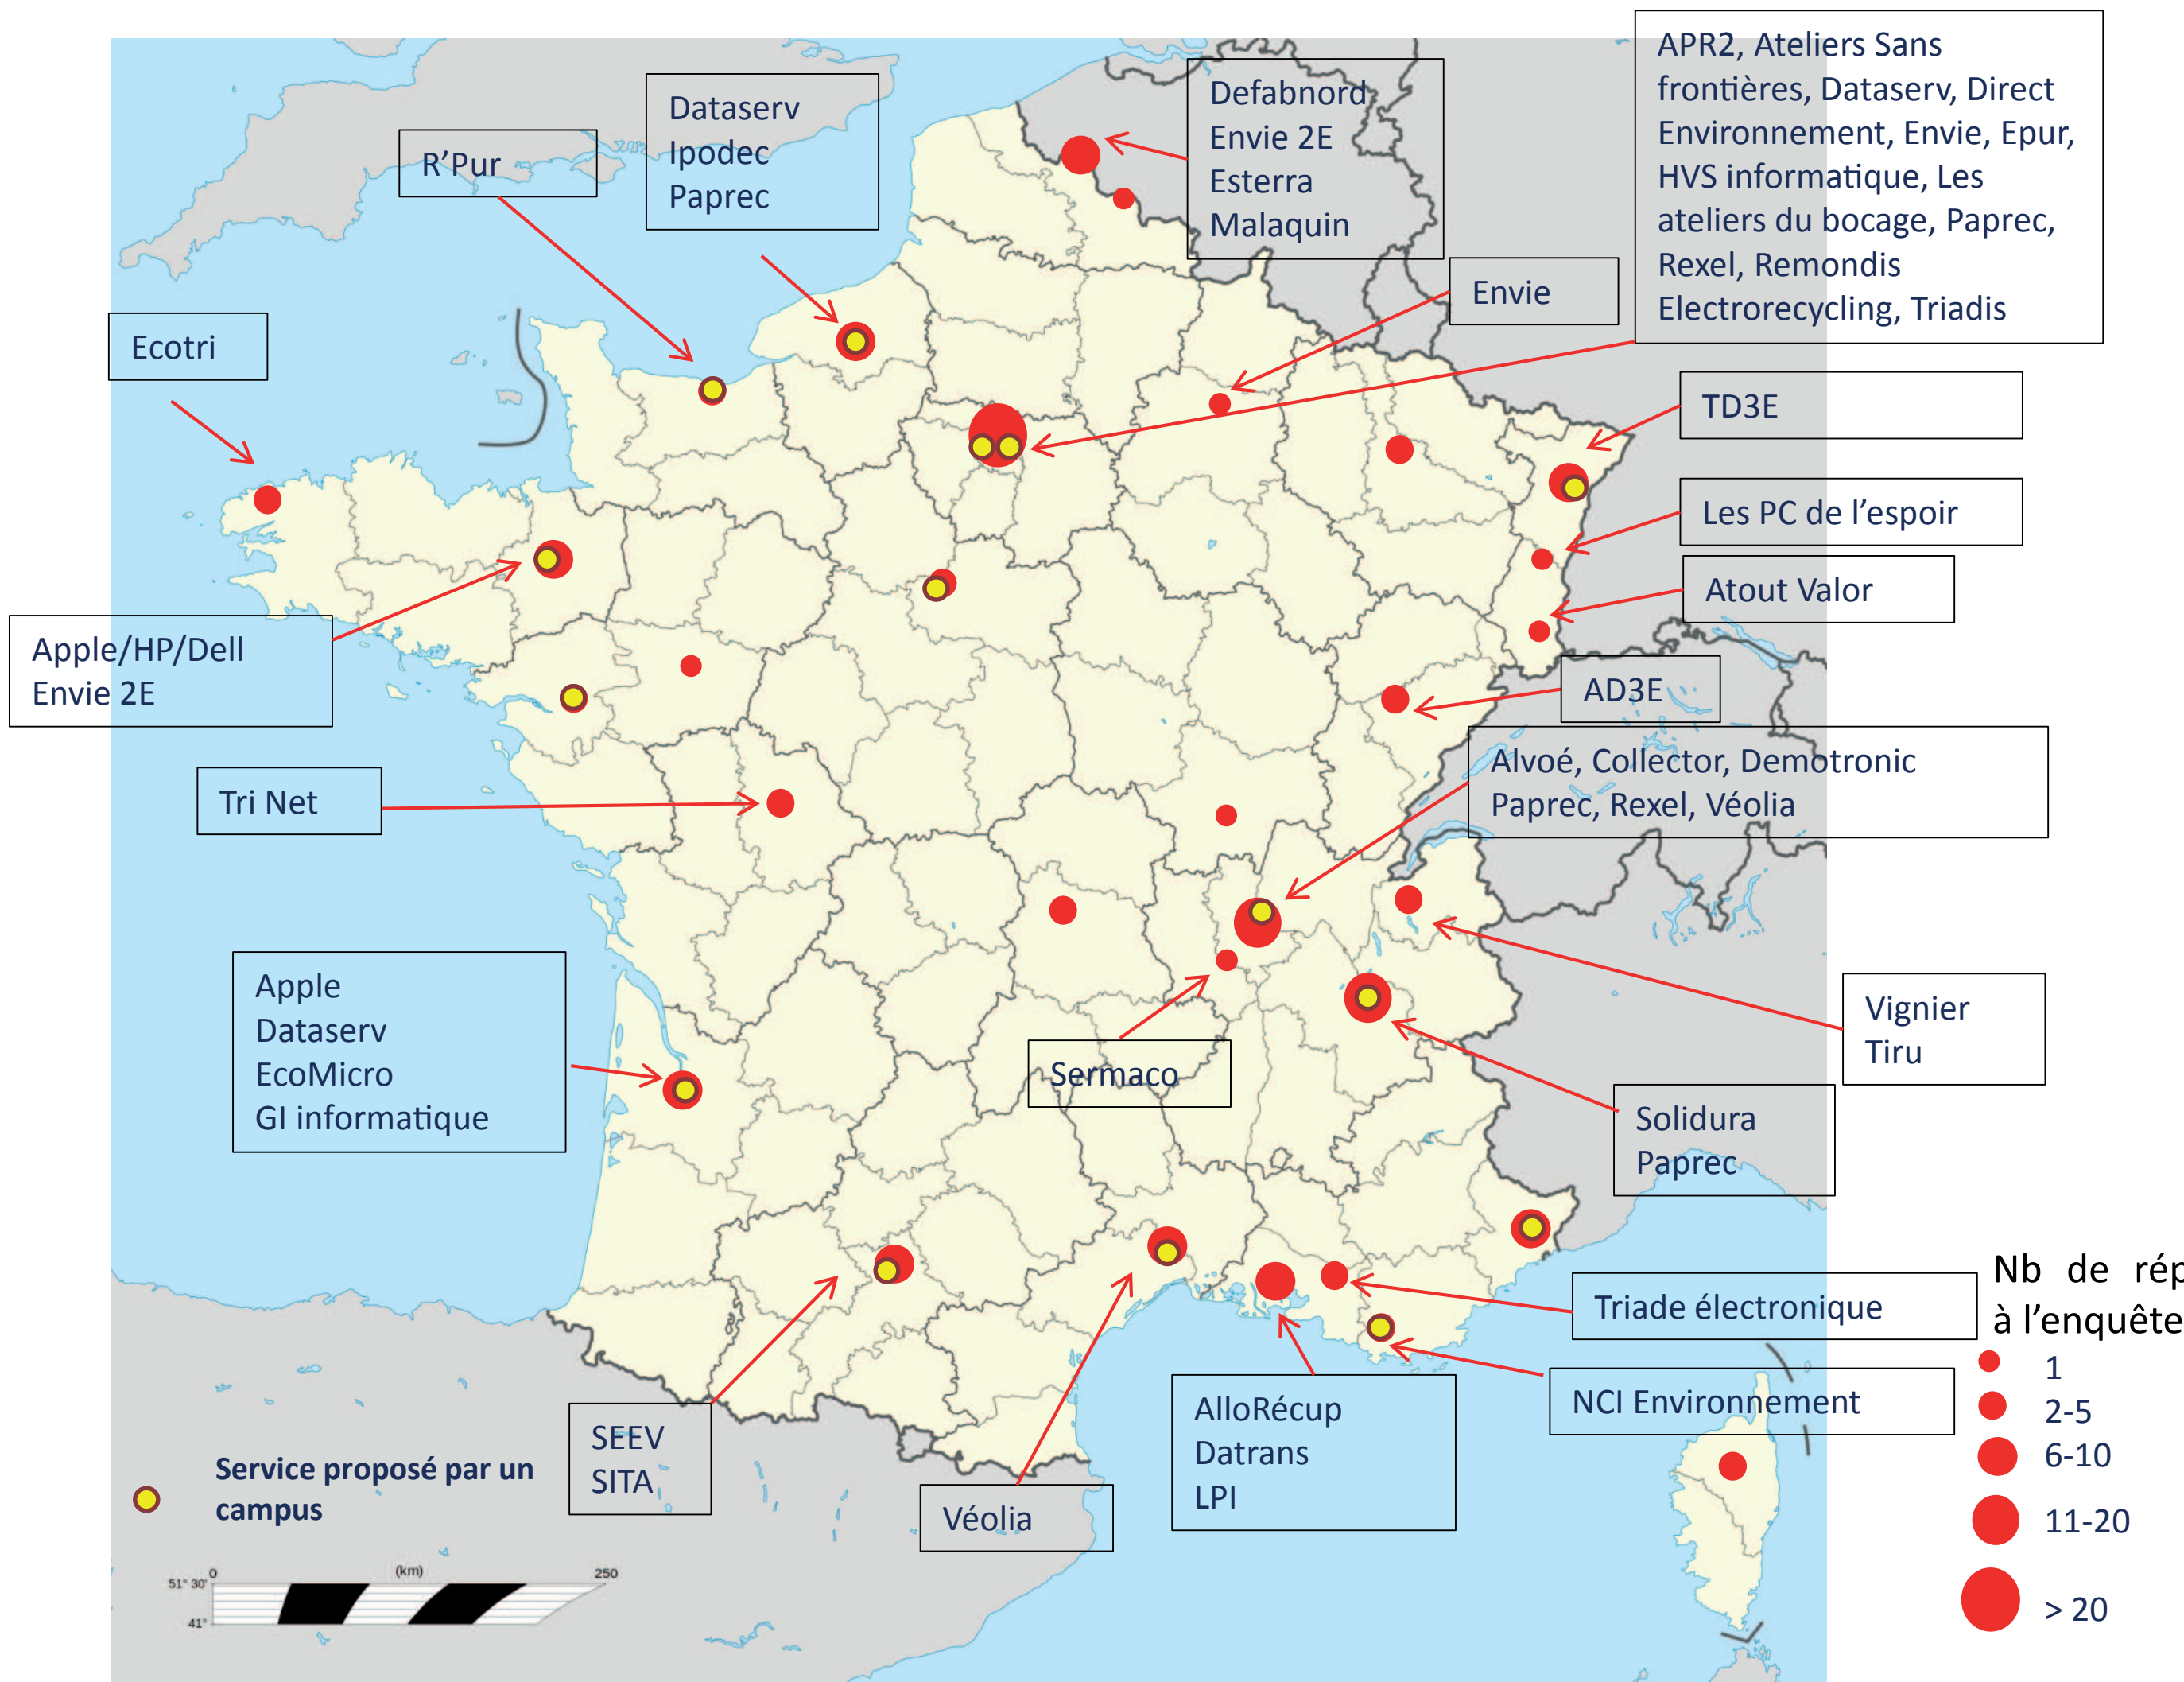 APR2, Ateliers Sans
frontières, Dataserv, Direct
Environnement, Envie, Epur,
HVS informatique, Les
ateliers du bocage, Paprec,
Rexel, Remondis
Electrorecycling, Triadis
Defabnord
Envie 2E
Esterra
Malaquin
Dataserv
Ipodec
Paprec
R’Pur
Envie
Ecotri
TD3E
Les PC de l’espoir
Atout Valor
Apple/HP/Dell
Envie 2E
AD3E
Alvoé, Collector, Demotronic
Paprec, Rexel, Véolia
Tri Net
Apple
Dataserv
EcoMicro
GI informatique
Vignier
Tiru
Sermaco
Solidura
Paprec
Triade électronique
Nb de rép
à l’enquête
1
2-5
6-10
11-20
> 20
NCI Environnement
AlloRécup
Datrans
LPI
SEEV
SITA
Véolia
Service proposé par un
campus
0 (km) 250
51° 30'
41°